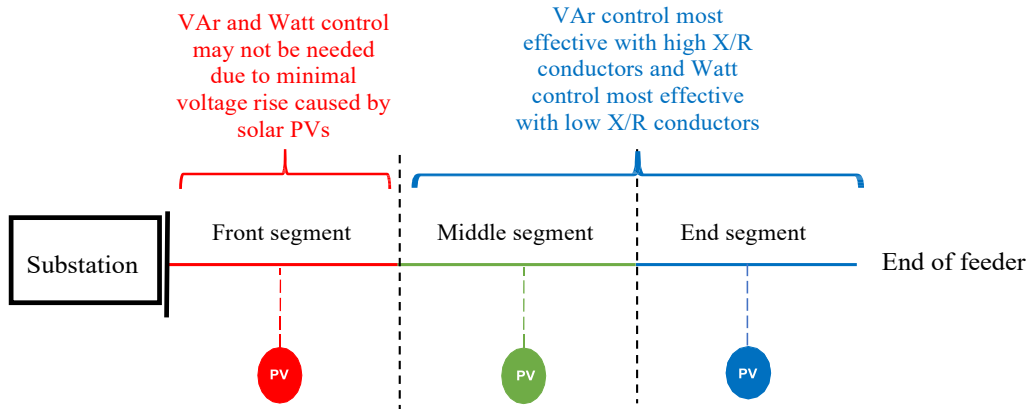 VAr and Watt control
may not be needed
due to minimal
voltage rise caused by
solar PVs
VAr control most
effective with high X/R
conductors and Watt
control most effective
with low X/R conductors
Substation
Front segment
Middle segment
End segment
End of feeder
PV
PV
PV